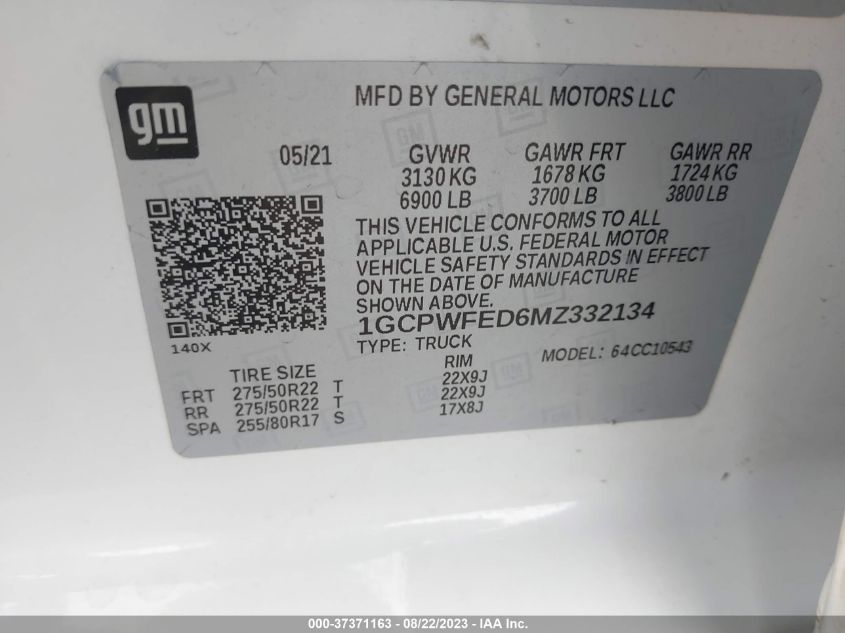 gm
MFD BY GENERAL MOTORS LLC
05/21 GVWR GAWR FRT GAWR RR
3130 KG 1678 KG 1724 KG
6900 LB 3700 LB 3800 LB
THIS VEHICLE CONFORMS TO ALL
APPLICABLE U.S. FEDERAL MOTOR
VEHICLE SAFETY STANDARDS IN EFFECT
ON THE DATE OF MANUFACTURE
SHOWN ABOVE.
1GCPWFED6MZ332134
140X
TYPE: TRUCK MODEL: 64CC10543
TIRE SIZE RIM
FRT 275/50R22 T 22X9J
RR 275/50R22 T 22X9J
SPA 255/80R17 S 17X8J
000-37371163 - 08/22/2023 - IAA Inc.